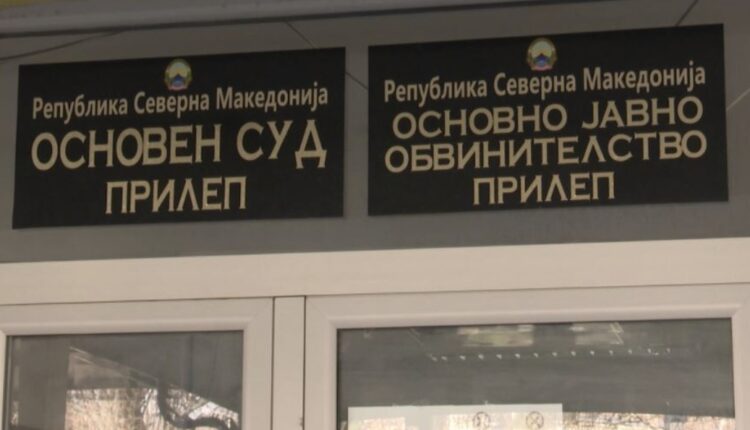 Република Северна Македонија
ОСНОВЕН СУД
ПРИЛЕП
Република Северна Македонија
ОСНОВНО ЈАВНО
ОБВИНИТЕЛСТВО
ПРИЛЕП